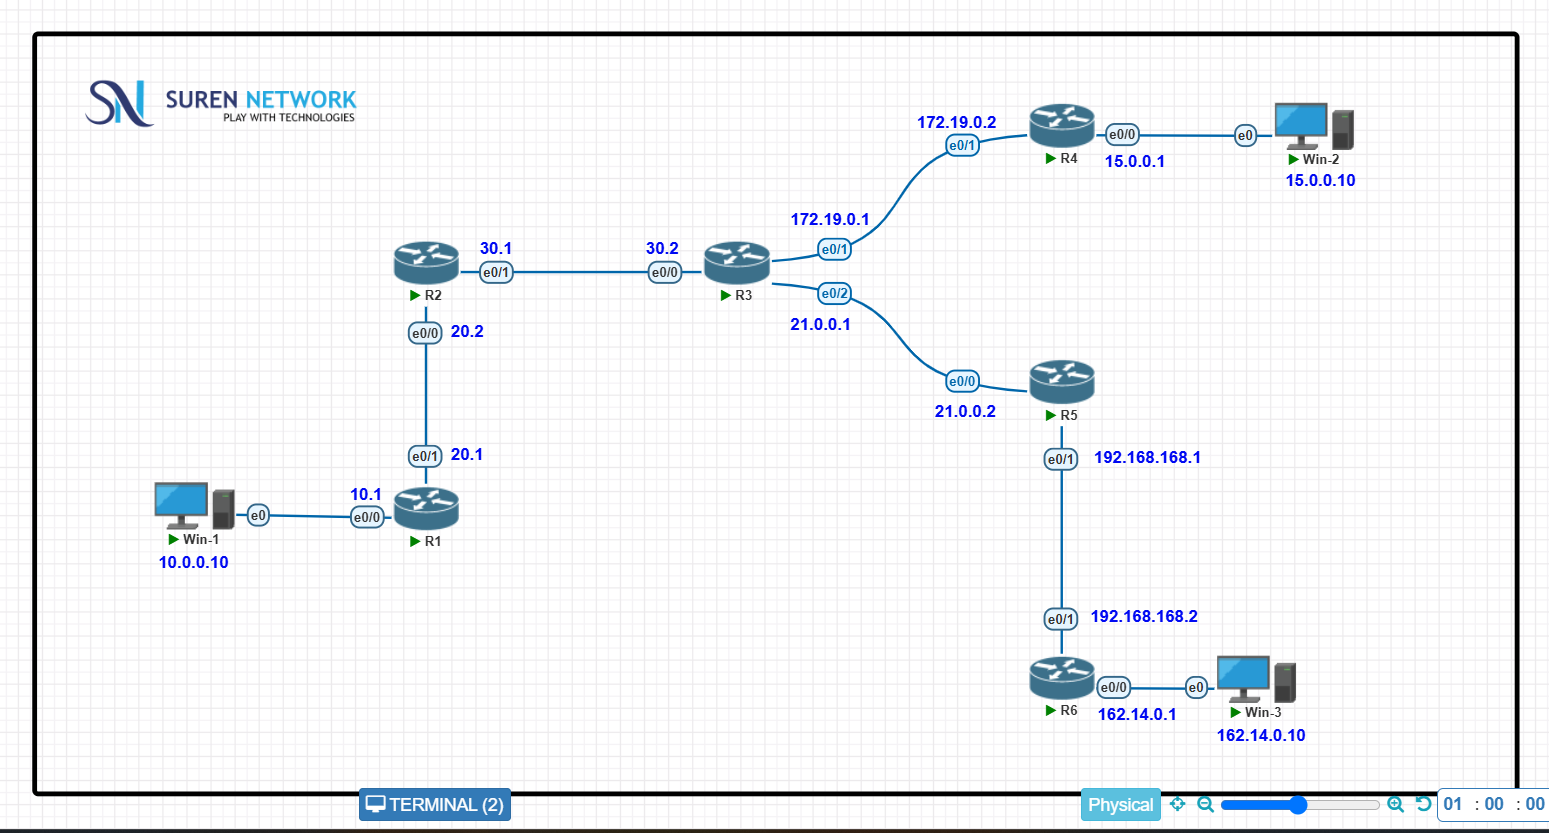 SUREN NETWORK
PLAY WITH TECHNOLOGIES
172.19.0.2
e0/1
R4
e0/0
15.0.0.1
e0
Win-2
15.0.0.10
172.19.0.1
e0/1
30.1
e0/1
R2
30.2
e0/0
R3
e0/2
21.0.0.1
e0/0
20.2
e0/0
21.0.0.2
R5
e0/1
20.1
e0/1
192.168.168.1
10.1
e0/0
R1
e0
Win-1
10.0.0.10
e0/1
192.168.168.2
R6
e0/0
162.14.0.1
e0
Win-3
162.14.0.10
TERMINAL (2)
Physical
01 : 00 : 00